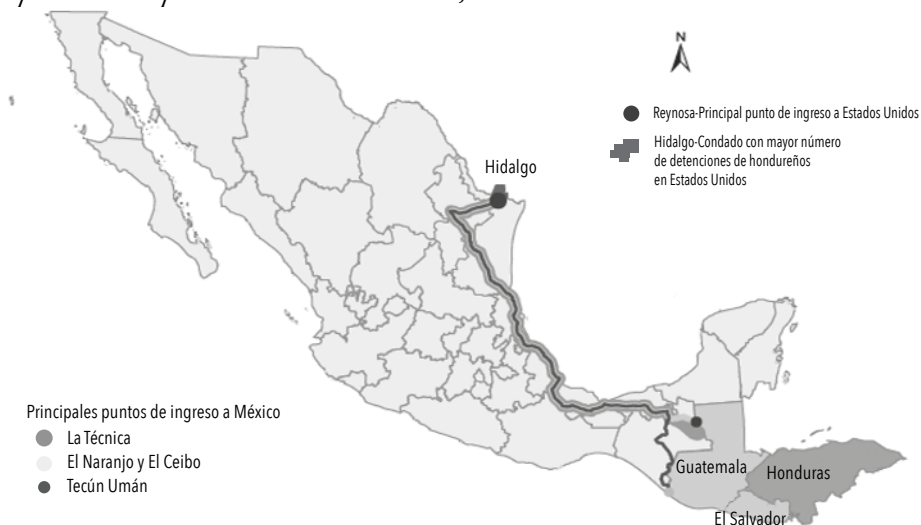 N
Reynosa-Principal punto de ingreso a Estados Unidos
Hidalgo-Condado con mayor número
de detenciones de hondureños
en Estados Unidos
Hidalgo
Principales puntos de ingreso a México
La Técnica
El Naranjo y El Ceibo
Tecún Umán
Guatemala
Honduras
El Salvador